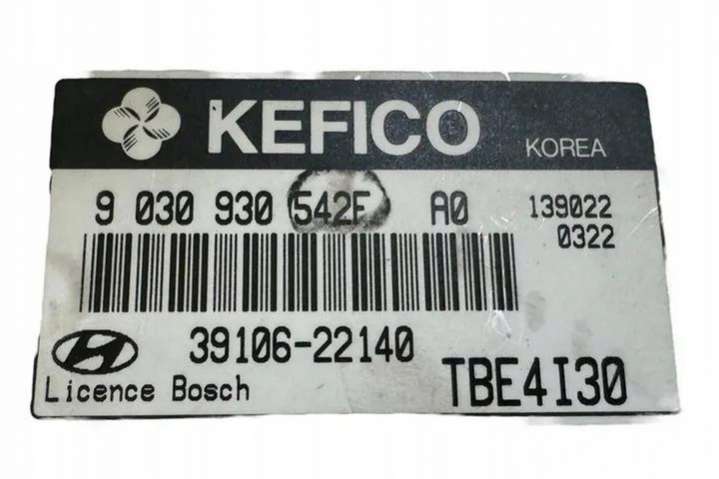 KEFICO KOREA
9 030 930 542F A0 139022
0322
39106-22140
Licence Bosch TBE4I30